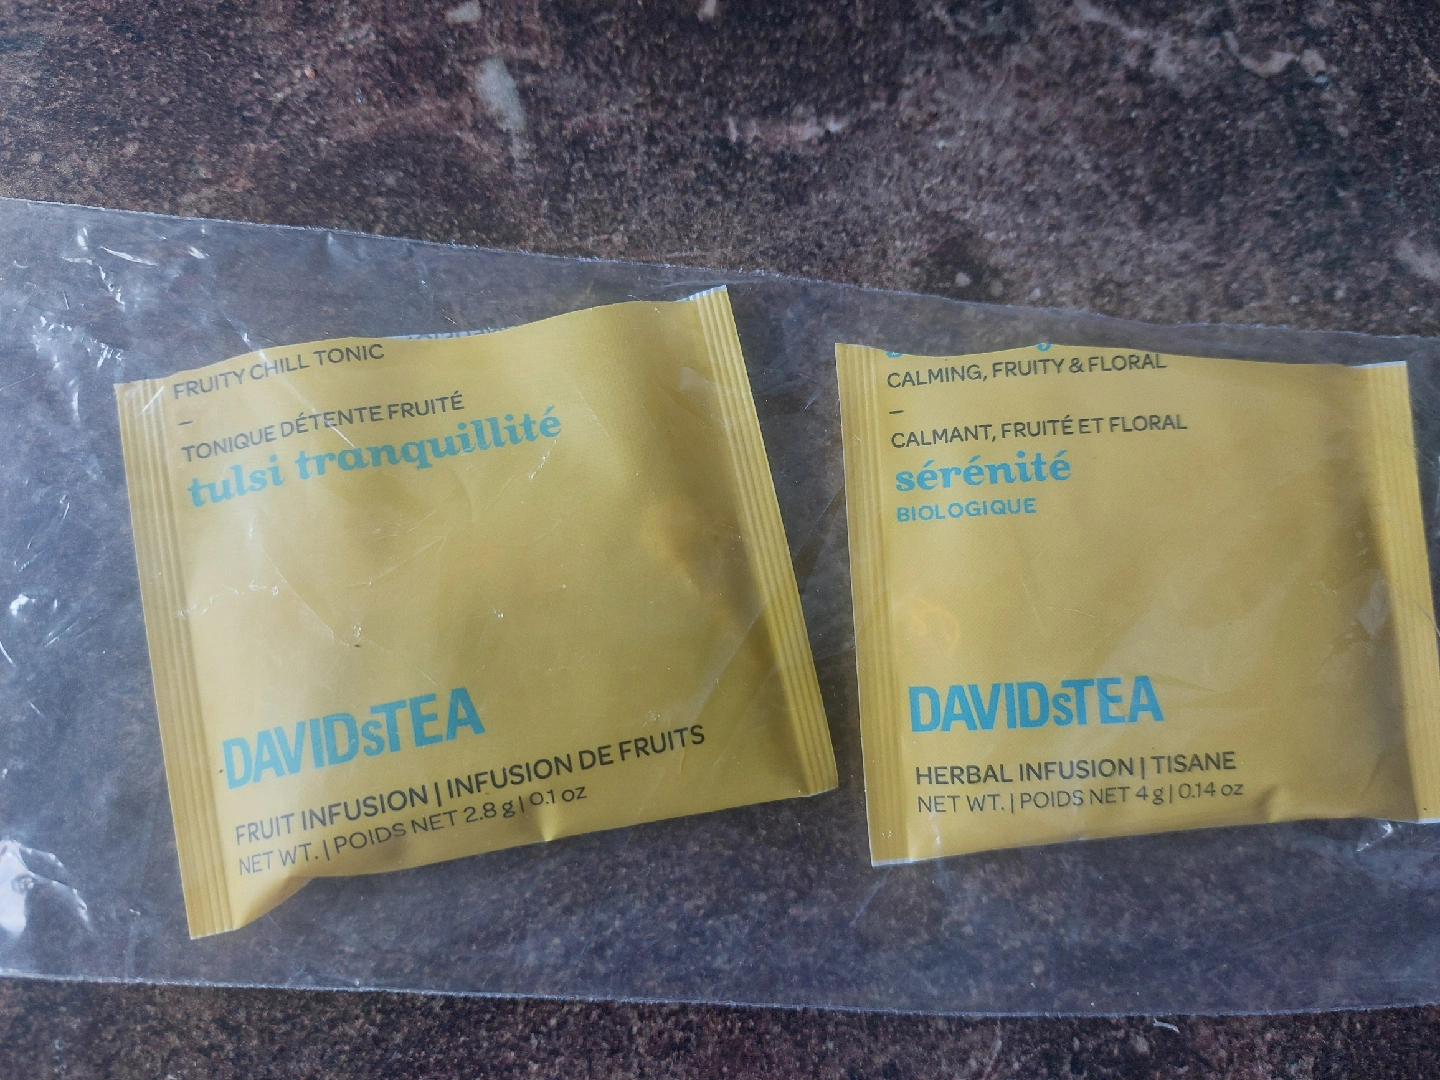 FRUITY CHILL TONIC
–
TONIQUE DÉTENTE FRUITÉ
tulsi tranquillité
DAVIDsTEA
FRUIT INFUSION | INFUSION DE FRUITS
NET WT. | POIDS NET 2.8 g | 0.1 oz
CALMING, FRUITY & FLORAL
–
CALMANT, FRUITÉ ET FLORAL
sérénité
BIOLOGIQUE
DAVIDsTEA
HERBAL INFUSION | TISANE
NET WT. | POIDS NET 4 g | 0.14 oz